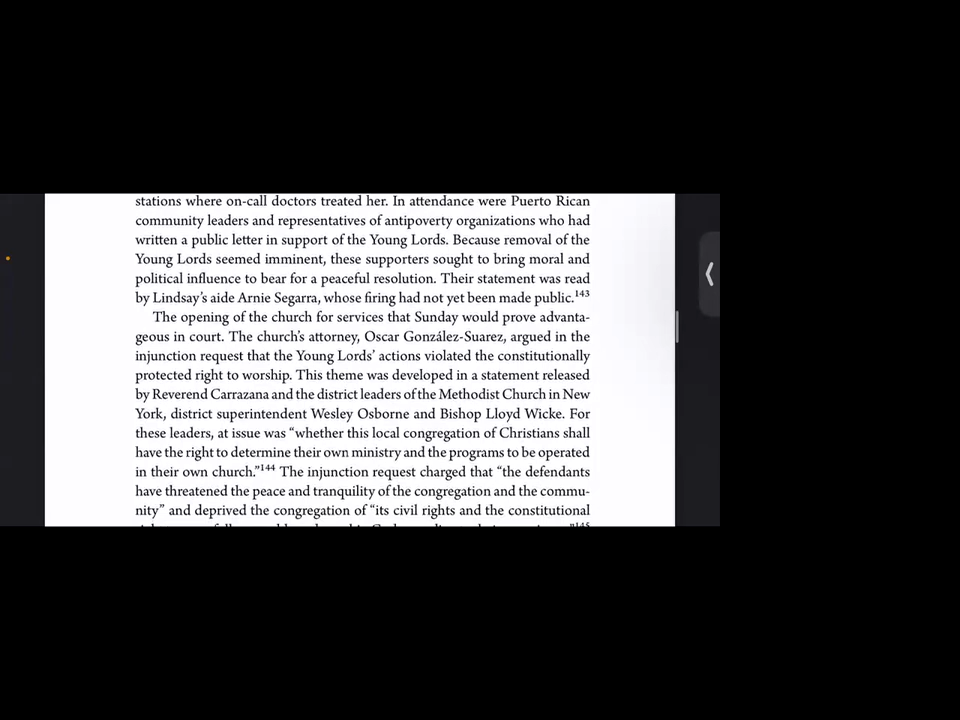 stations where on-call doctors treated her. In attendance were Puerto Rican
community leaders and representatives of antipoverty organizations who had
written a public letter in support of the Young Lords. Because removal of the
Young Lords seemed imminent, these supporters sought to bring moral and
political influence to bear for a peaceful resolution. Their statement was read
by Lindsay's aide Arnie Segarra, whose firing had not yet been made public.143
The opening of the church for services that Sunday would prove advanta-
geous in court. The church's attorney, Oscar González-Suarez, argued in the
injunction request that the Young Lords' actions violated the constitutionally
protected right to worship. This theme was developed in a statement released
by Reverend Carrazana and the district leaders of the Methodist Church in New
York, district superintendent Wesley Osborne and Bishop Lloyd Wicke. For
these leaders, at issue was “whether this local congregation of Christians shall
have the right to determine their own ministry and the programs to be operated
in their own church.”144 The injunction request charged that “the defendants
have threatened the peace and tranquility of the congregation and the commu-
nity” and deprived the congregation of “its civil rights and the constitutional